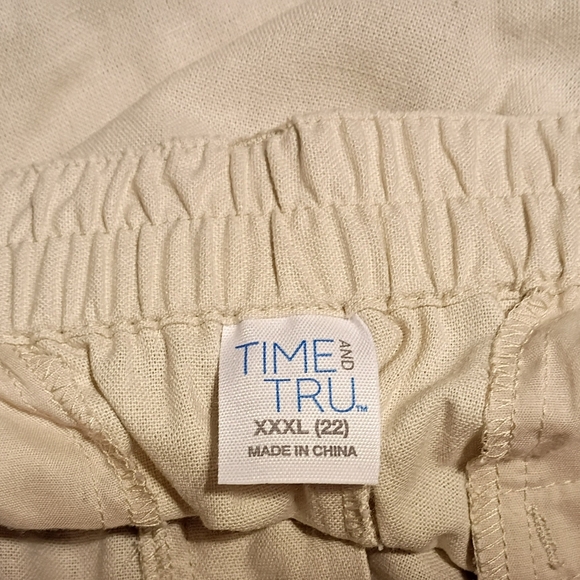 TIME AND
TRU™
XXXL (22)
MADE IN CHINA